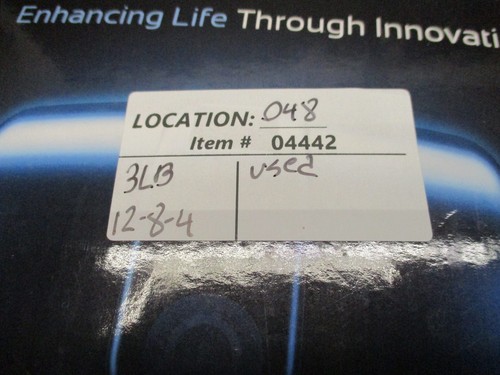 Enhancing Life Through Innovati
LOCATION: 048
Item # 04442
3LB used
12-8-4